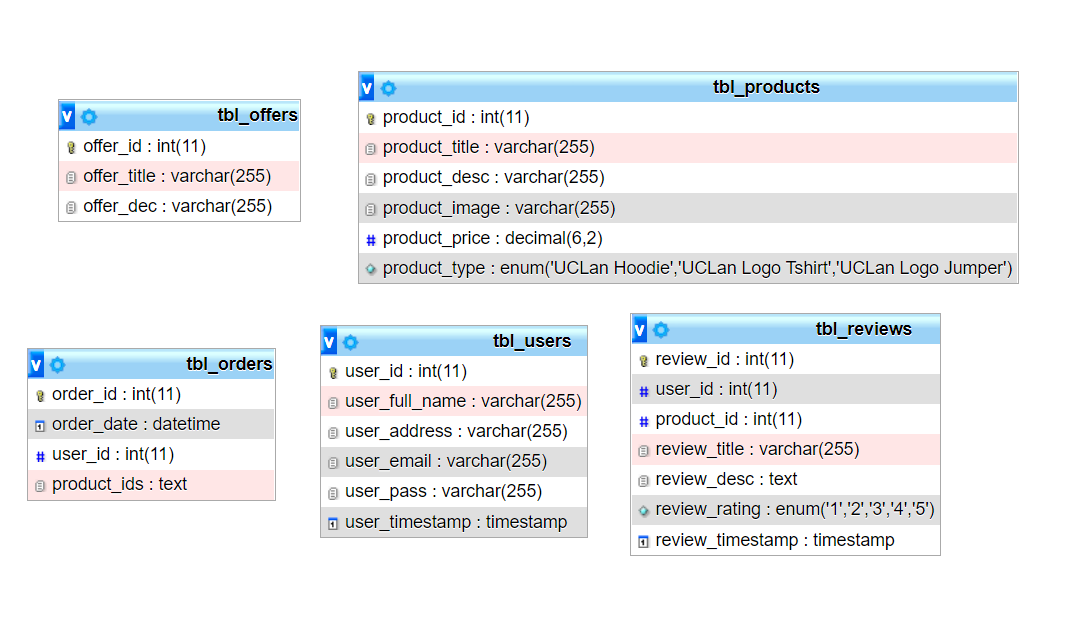 v tbl_offers
offer_id : int(11)
offer_title : varchar(255)
offer_dec : varchar(255)
v tbl_products
product_id : int(11)
product_title : varchar(255)
product_desc : varchar(255)
product_image : varchar(255)
# product_price : decimal(6,2)
product_type : enum('UCLan Hoodie','UCLan Logo Tshirt','UCLan Logo Jumper')
v tbl_orders
order_id : int(11)
order_date : datetime
# user_id : int(11)
product_ids : text
v tbl_users
user_id : int(11)
user_full_name : varchar(255)
user_address : varchar(255)
user_email : varchar(255)
user_pass : varchar(255)
user_timestamp : timestamp
v tbl_reviews
review_id : int(11)
# user_id : int(11)
# product_id : int(11)
review_title : varchar(255)
review_desc : text
review_rating : enum('1','2','3','4','5')
review_timestamp : timestamp